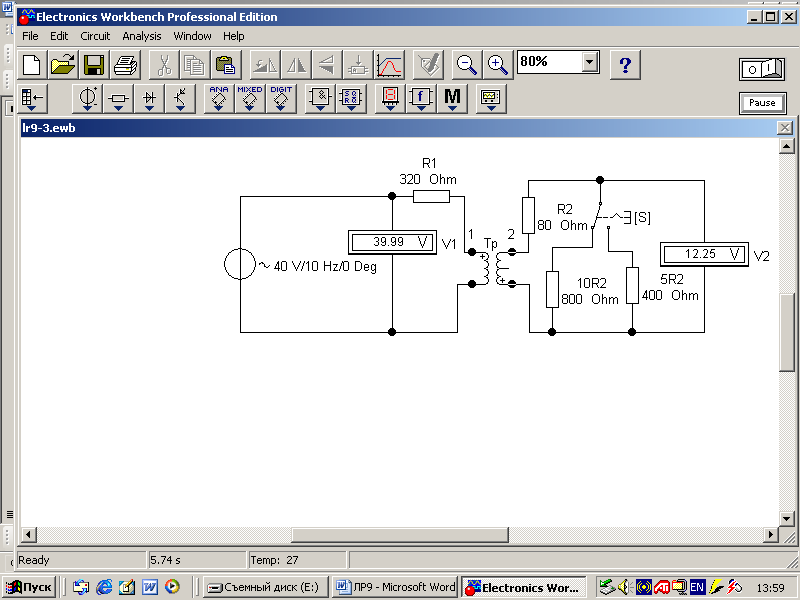 Electronics Workbench Professional Edition
File Edit Circuit Analysis Window Help
80%
?
O I
ANA MIXED DIGIT
&
f
M
Pause
lr9-3.ewb
R1
320 Ohm
R2
80 Ohm
[S]
1
Тр
2
39.99 V
V1
12.25 V
V2
~ 40 V/10 Hz/0 Deg
10R2
800 Ohm
5R2
400 Ohm
Ready
5.74 s
Temp: 27
Пуск
Съемный диск (E:)
ЛР9 - Microsoft Word
Electronics Wor...
EN
13:59